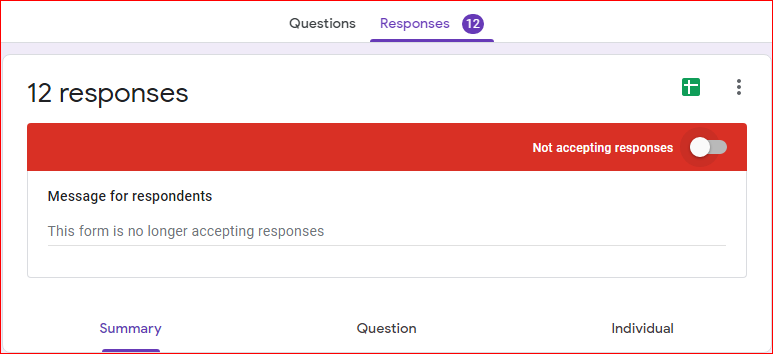 Questions Responses 12
12 responses
Not accepting responses
Message for respondents
This form is no longer accepting responses
Summary Question Individual